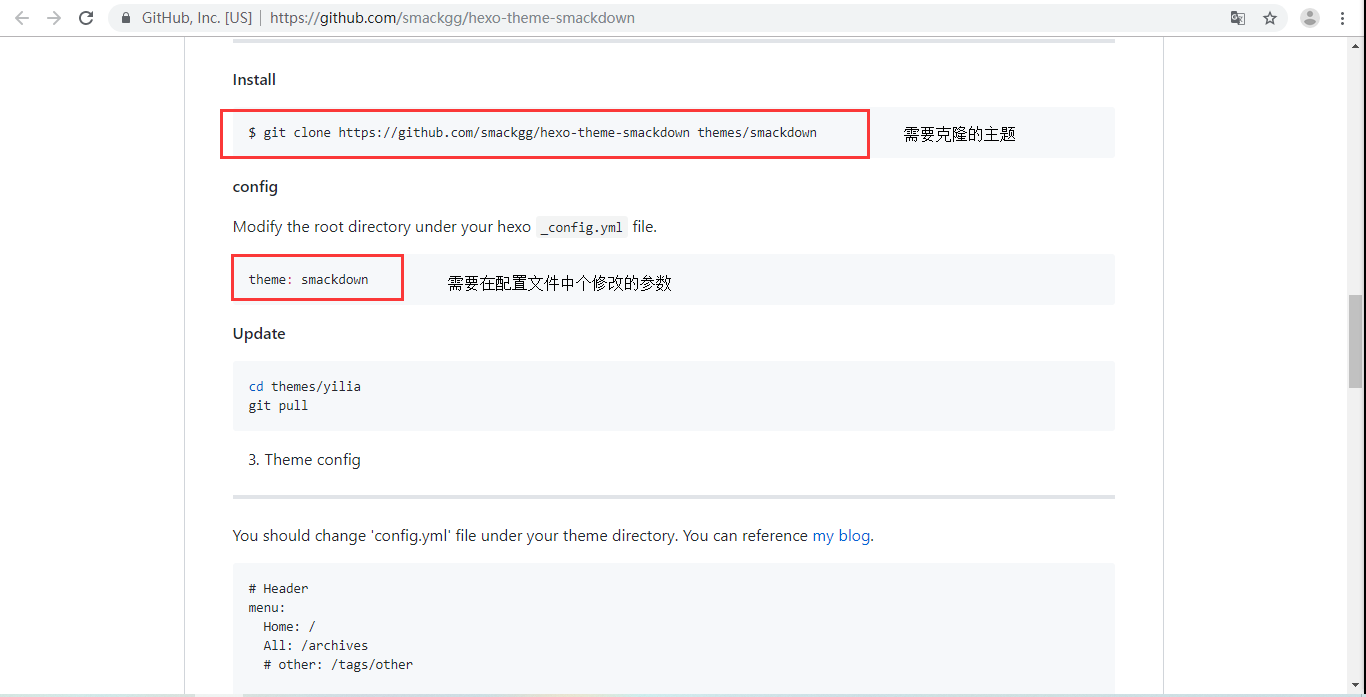 GitHub, Inc. [US] | https://github.com/smackgg/hexo-theme-smackdown
Install
$ git clone https://github.com/smackgg/hexo-theme-smackdown themes/smackdown
需要克隆的主题
config
Modify the root directory under your hexo _config.yml file.
theme: smackdown
需要在配置文件中个修改的参数
Update
cd themes/yilia
git pull
3. Theme config
You should change 'config.yml' file under your theme directory. You can reference my blog.
# Header
menu:
Home: /
All: /archives
# other: /tags/other